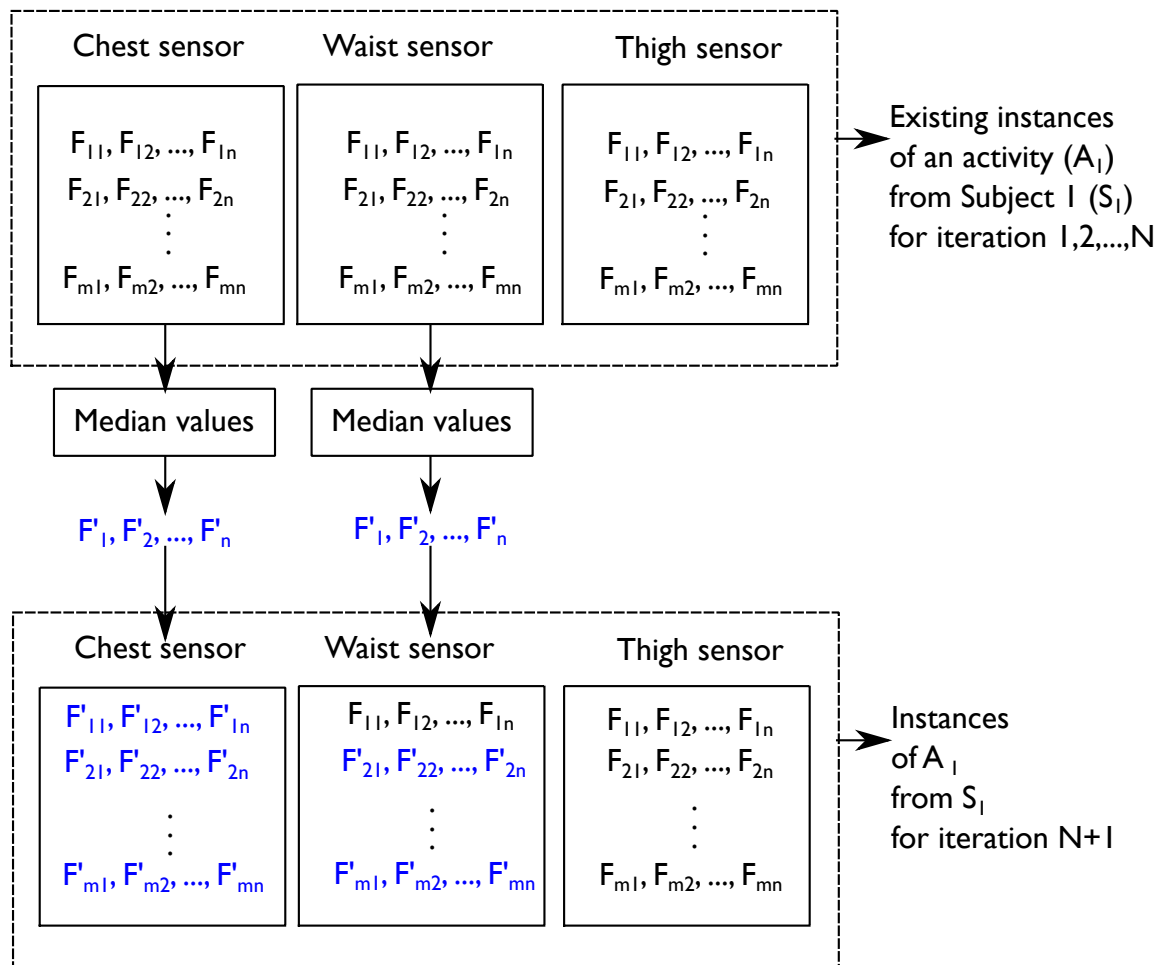 Chest sensor
Waist sensor
Thigh sensor
F₁₁, F₁₂, ..., F₁ₙ
F₂₁, F₂₂, ..., F₂ₙ
Fₘ₁, Fₘ₂, ..., Fₘₙ
F₁₁, F₁₂, ..., F₁ₙ
F₂₁, F₂₂, ..., F₂ₙ
Fₘ₁, Fₘ₂, ..., Fₘₙ
F₁₁, F₁₂, ..., F₁ₙ
F₂₁, F₂₂, ..., F₂ₙ
Fₘ₁, Fₘ₂, ..., Fₘₙ
Existing instances
of an activity (A₁)
from Subject 1 (S₁)
for iteration 1,2,...,N
Median values
Median values
F'₁, F'₂, ..., F'ₙ
F'₁, F'₂, ..., F'ₙ
Chest sensor
Waist sensor
Thigh sensor
F'₁₁, F'₁₂, ..., F'₁ₙ
F'₂₁, F'₂₂, ..., F'₂ₙ
F'ₘ₁, F'ₘ₂, ..., F'ₘₙ
F₁₁, F₁₂, ..., F₁ₙ
F'₂₁, F'₂₂, ..., F'₂ₙ
F'ₘ₁, F'ₘ₂, ..., F'ₘₙ
F₁₁, F₁₂, ..., F₁ₙ
F₂₁, F₂₂, ..., F₂ₙ
Fₘ₁, Fₘ₂, ..., Fₘₙ
Instances
of A ₁
from S₁
for iteration N+1